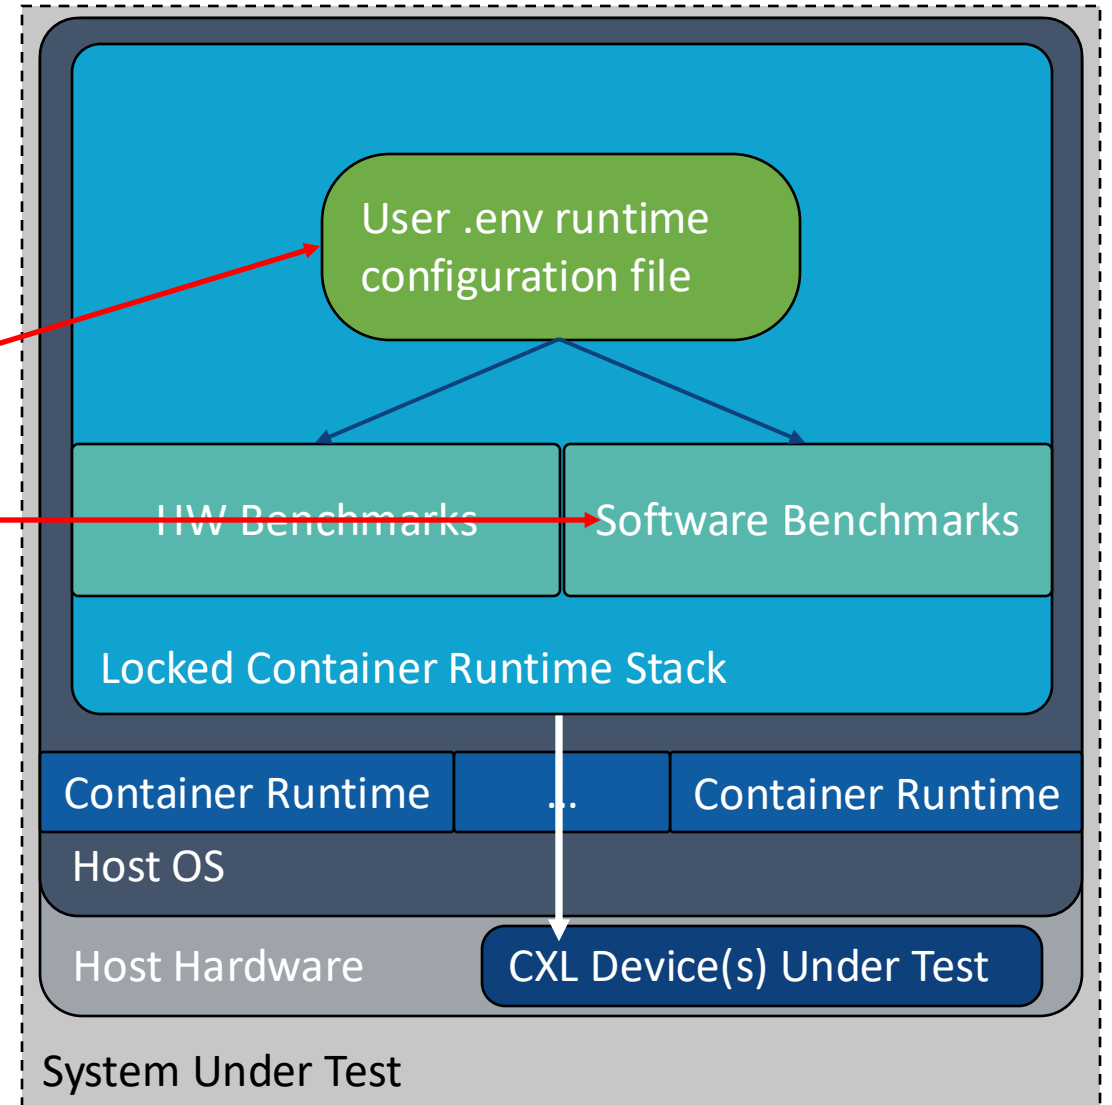 User .env runtime
configuration file
HW Benchmarks
Software Benchmarks
Locked Container Runtime Stack
Container Runtime
...
Container Runtime
Host OS
Host Hardware
CXL Device(s) Under Test
System Under Test